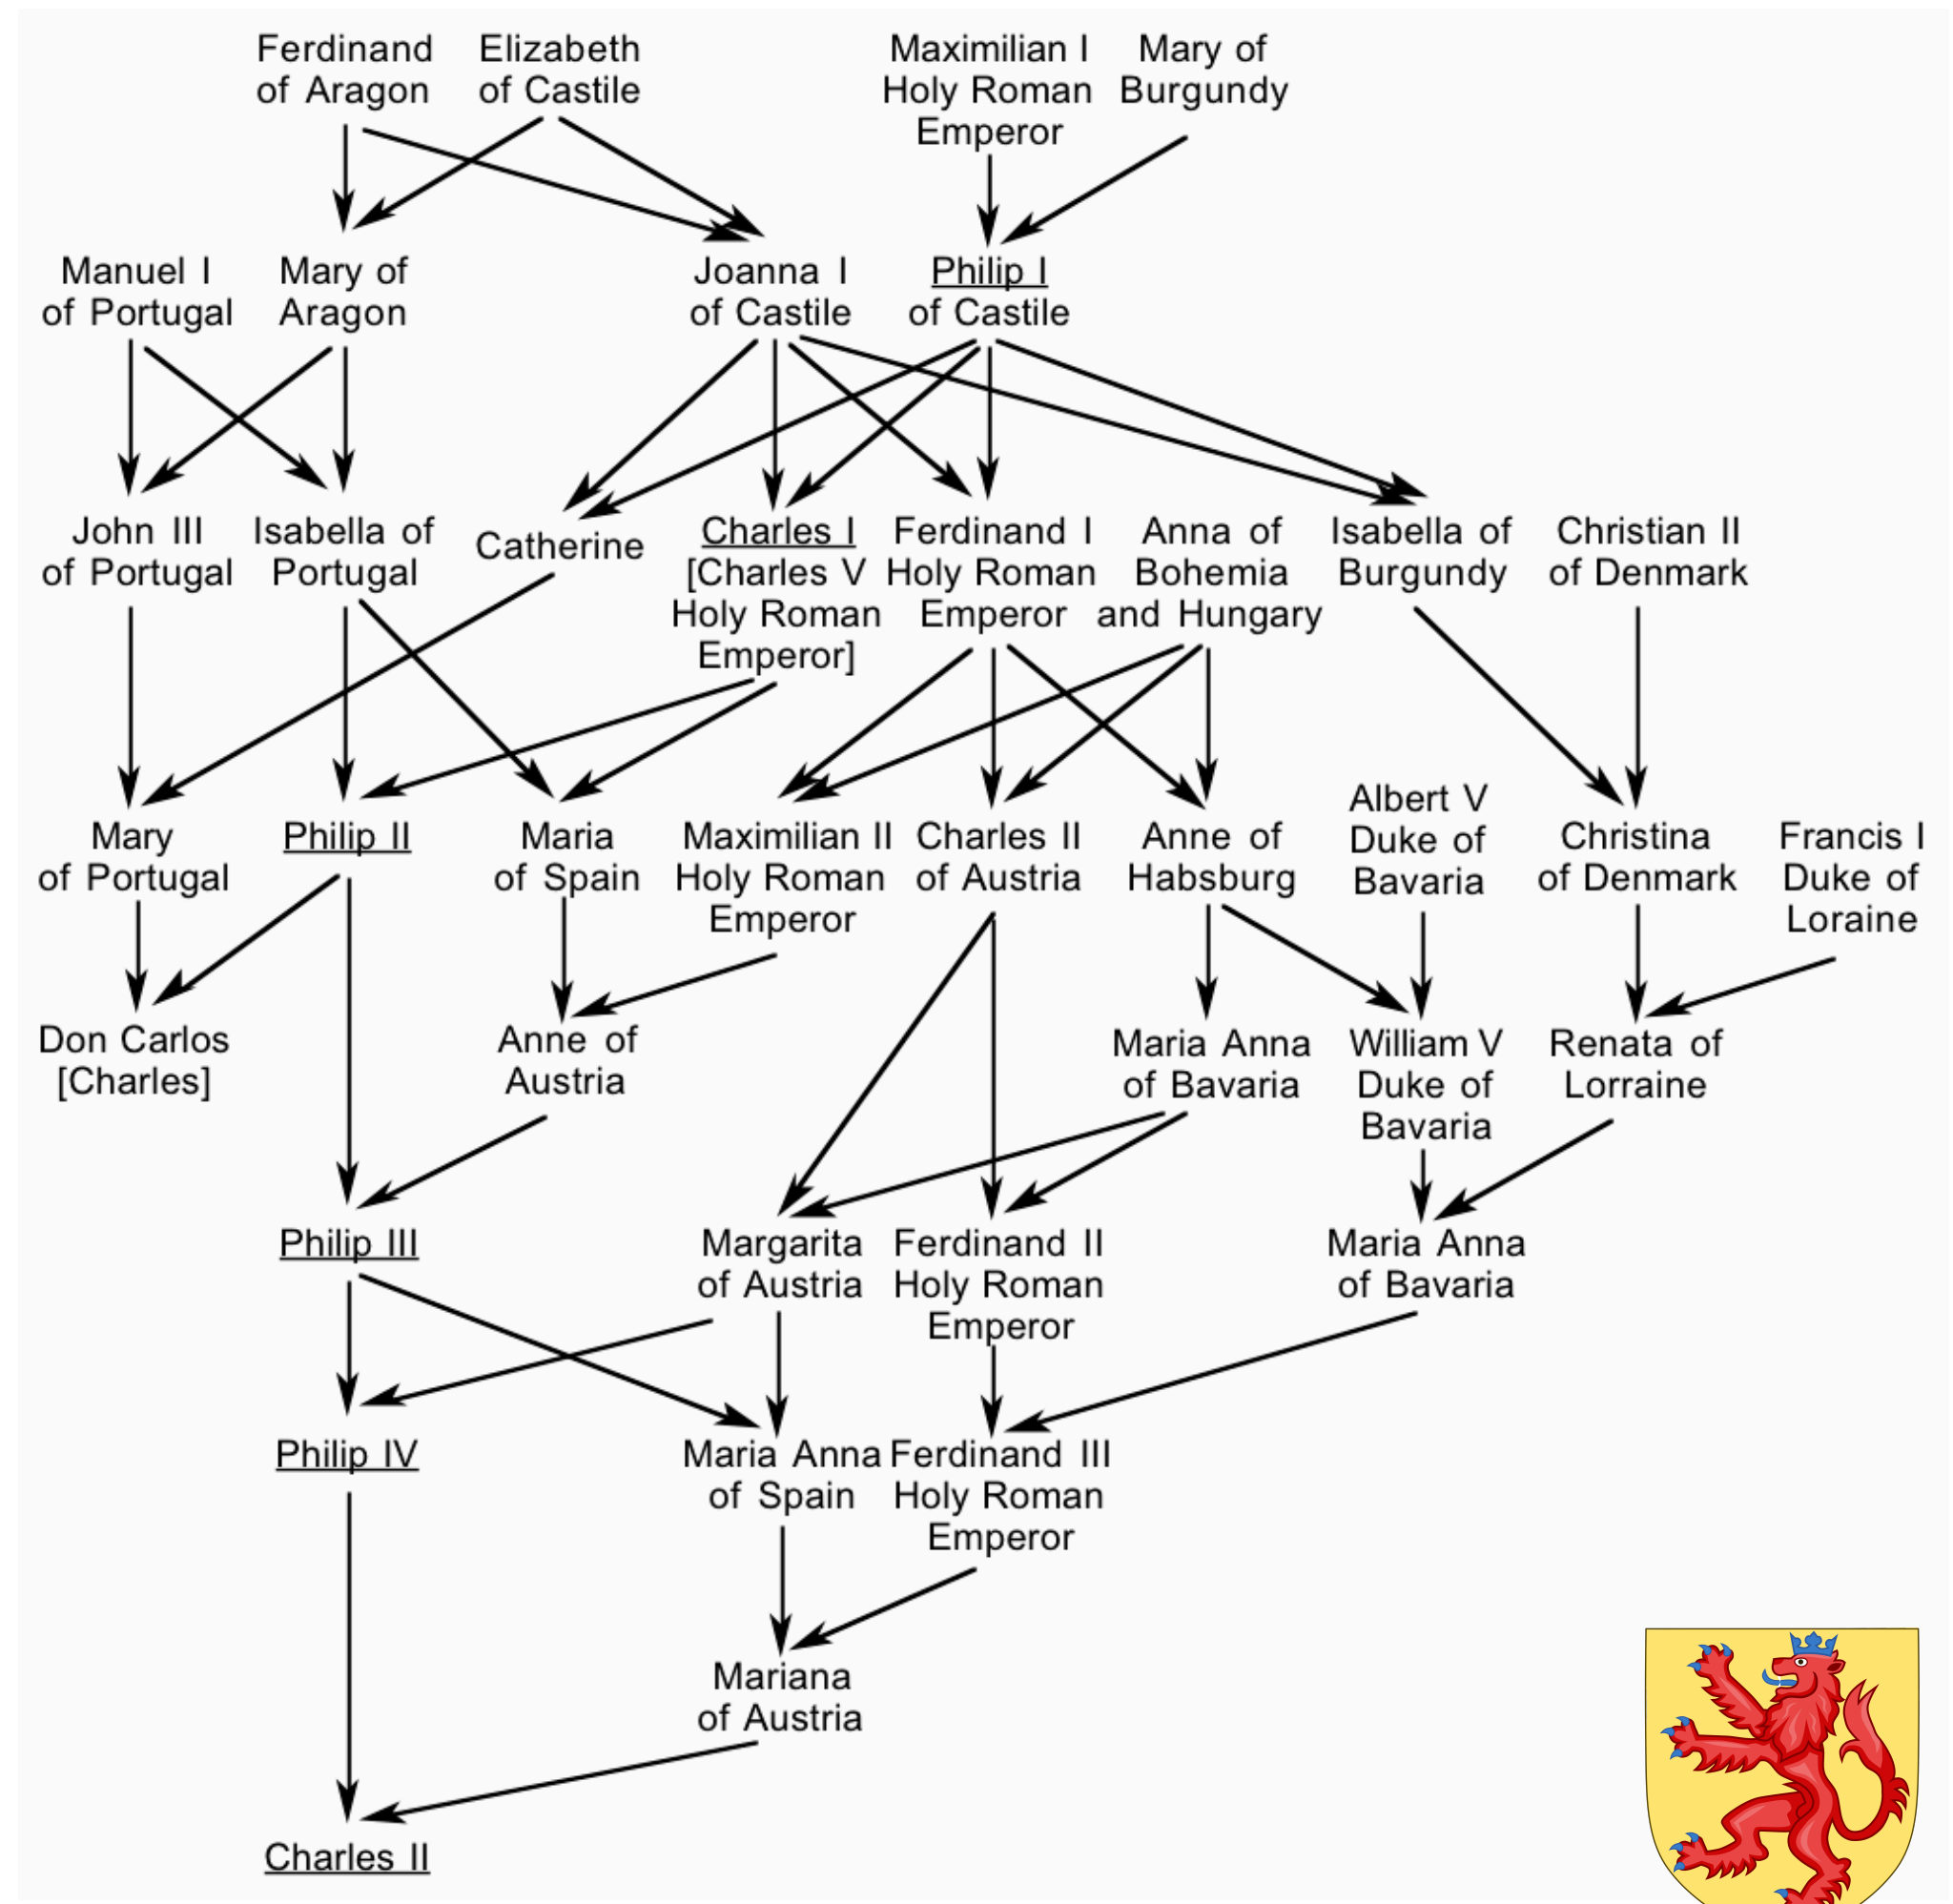 Ferdinand
of Aragon
Elizabeth
of Castile
Maximilian I
Holy Roman
Emperor
Mary of
Burgundy
Manuel I
of Portugal
Mary of
Aragon
Joanna I
of Castile
Philip I
of Castile
John III
of Portugal
Isabella of
Portugal
Catherine
Charles I
[Charles V
Holy Roman
Emperor]
Ferdinand I
Holy Roman
Emperor
Anna of
Bohemia
and Hungary
Isabella of
Burgundy
Christian II
of Denmark
Mary
of Portugal
Philip II
Maria
of Spain
Maximilian II
Holy Roman
Emperor
Charles II
of Austria
Anne of
Habsburg
Albert V
Duke of
Bavaria
Christina
of Denmark
Francis I
Duke of
Loraine
Don Carlos
[Charles]
Anne of
Austria
Maria Anna
of Bavaria
William V
Duke of
Bavaria
Renata of
Lorraine
Philip III
Margarita
of Austria
Ferdinand II
Holy Roman
Emperor
Maria Anna
of Bavaria
Philip IV
Maria Anna
of Spain
Ferdinand III
Holy Roman
Emperor
Mariana
of Austria
Charles II